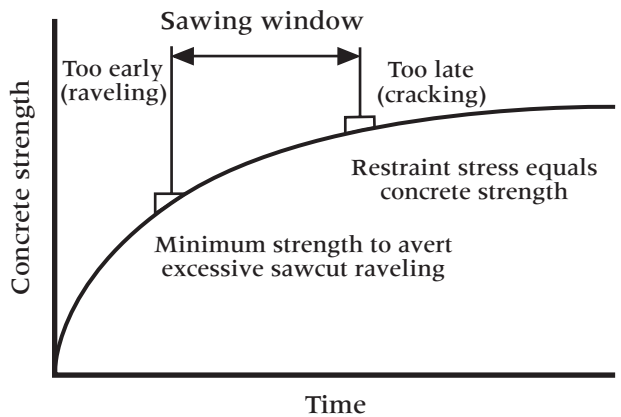 Sawing window
Too early
(raveling)
Too late
(cracking)
Concrete strength
Restraint stress equals
concrete strength
Minimum strength to avert
excessive sawcut raveling
Time